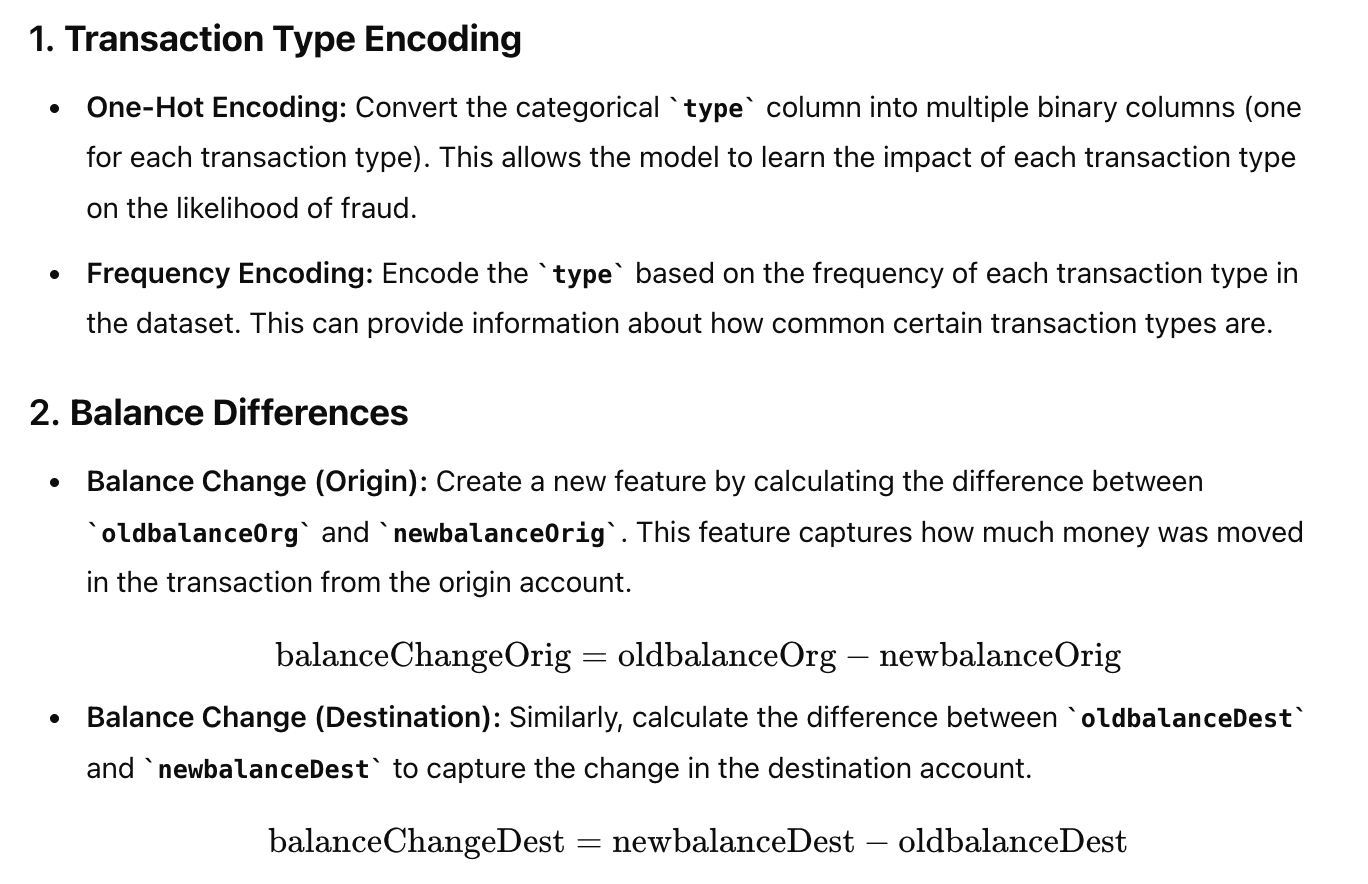 1. Transaction Type Encoding
• One-Hot Encoding: Convert the categorical `type` column into multiple binary columns (one
for each transaction type). This allows the model to learn the impact of each transaction type
on the likelihood of fraud.
• Frequency Encoding: Encode the `type` based on the frequency of each transaction type in
the dataset. This can provide information about how common certain transaction types are.
2. Balance Differences
• Balance Change (Origin): Create a new feature by calculating the difference between
`oldbalanceOrg` and `newbalanceOrig`. This feature captures how much money was moved
in the transaction from the origin account.
balanceChangeOrig = oldbalanceOrg − newbalanceOrig
• Balance Change (Destination): Similarly, calculate the difference between `oldbalanceDest`
and `newbalanceDest` to capture the change in the destination account.
balanceChangeDest = newbalanceDest − oldbalanceDest